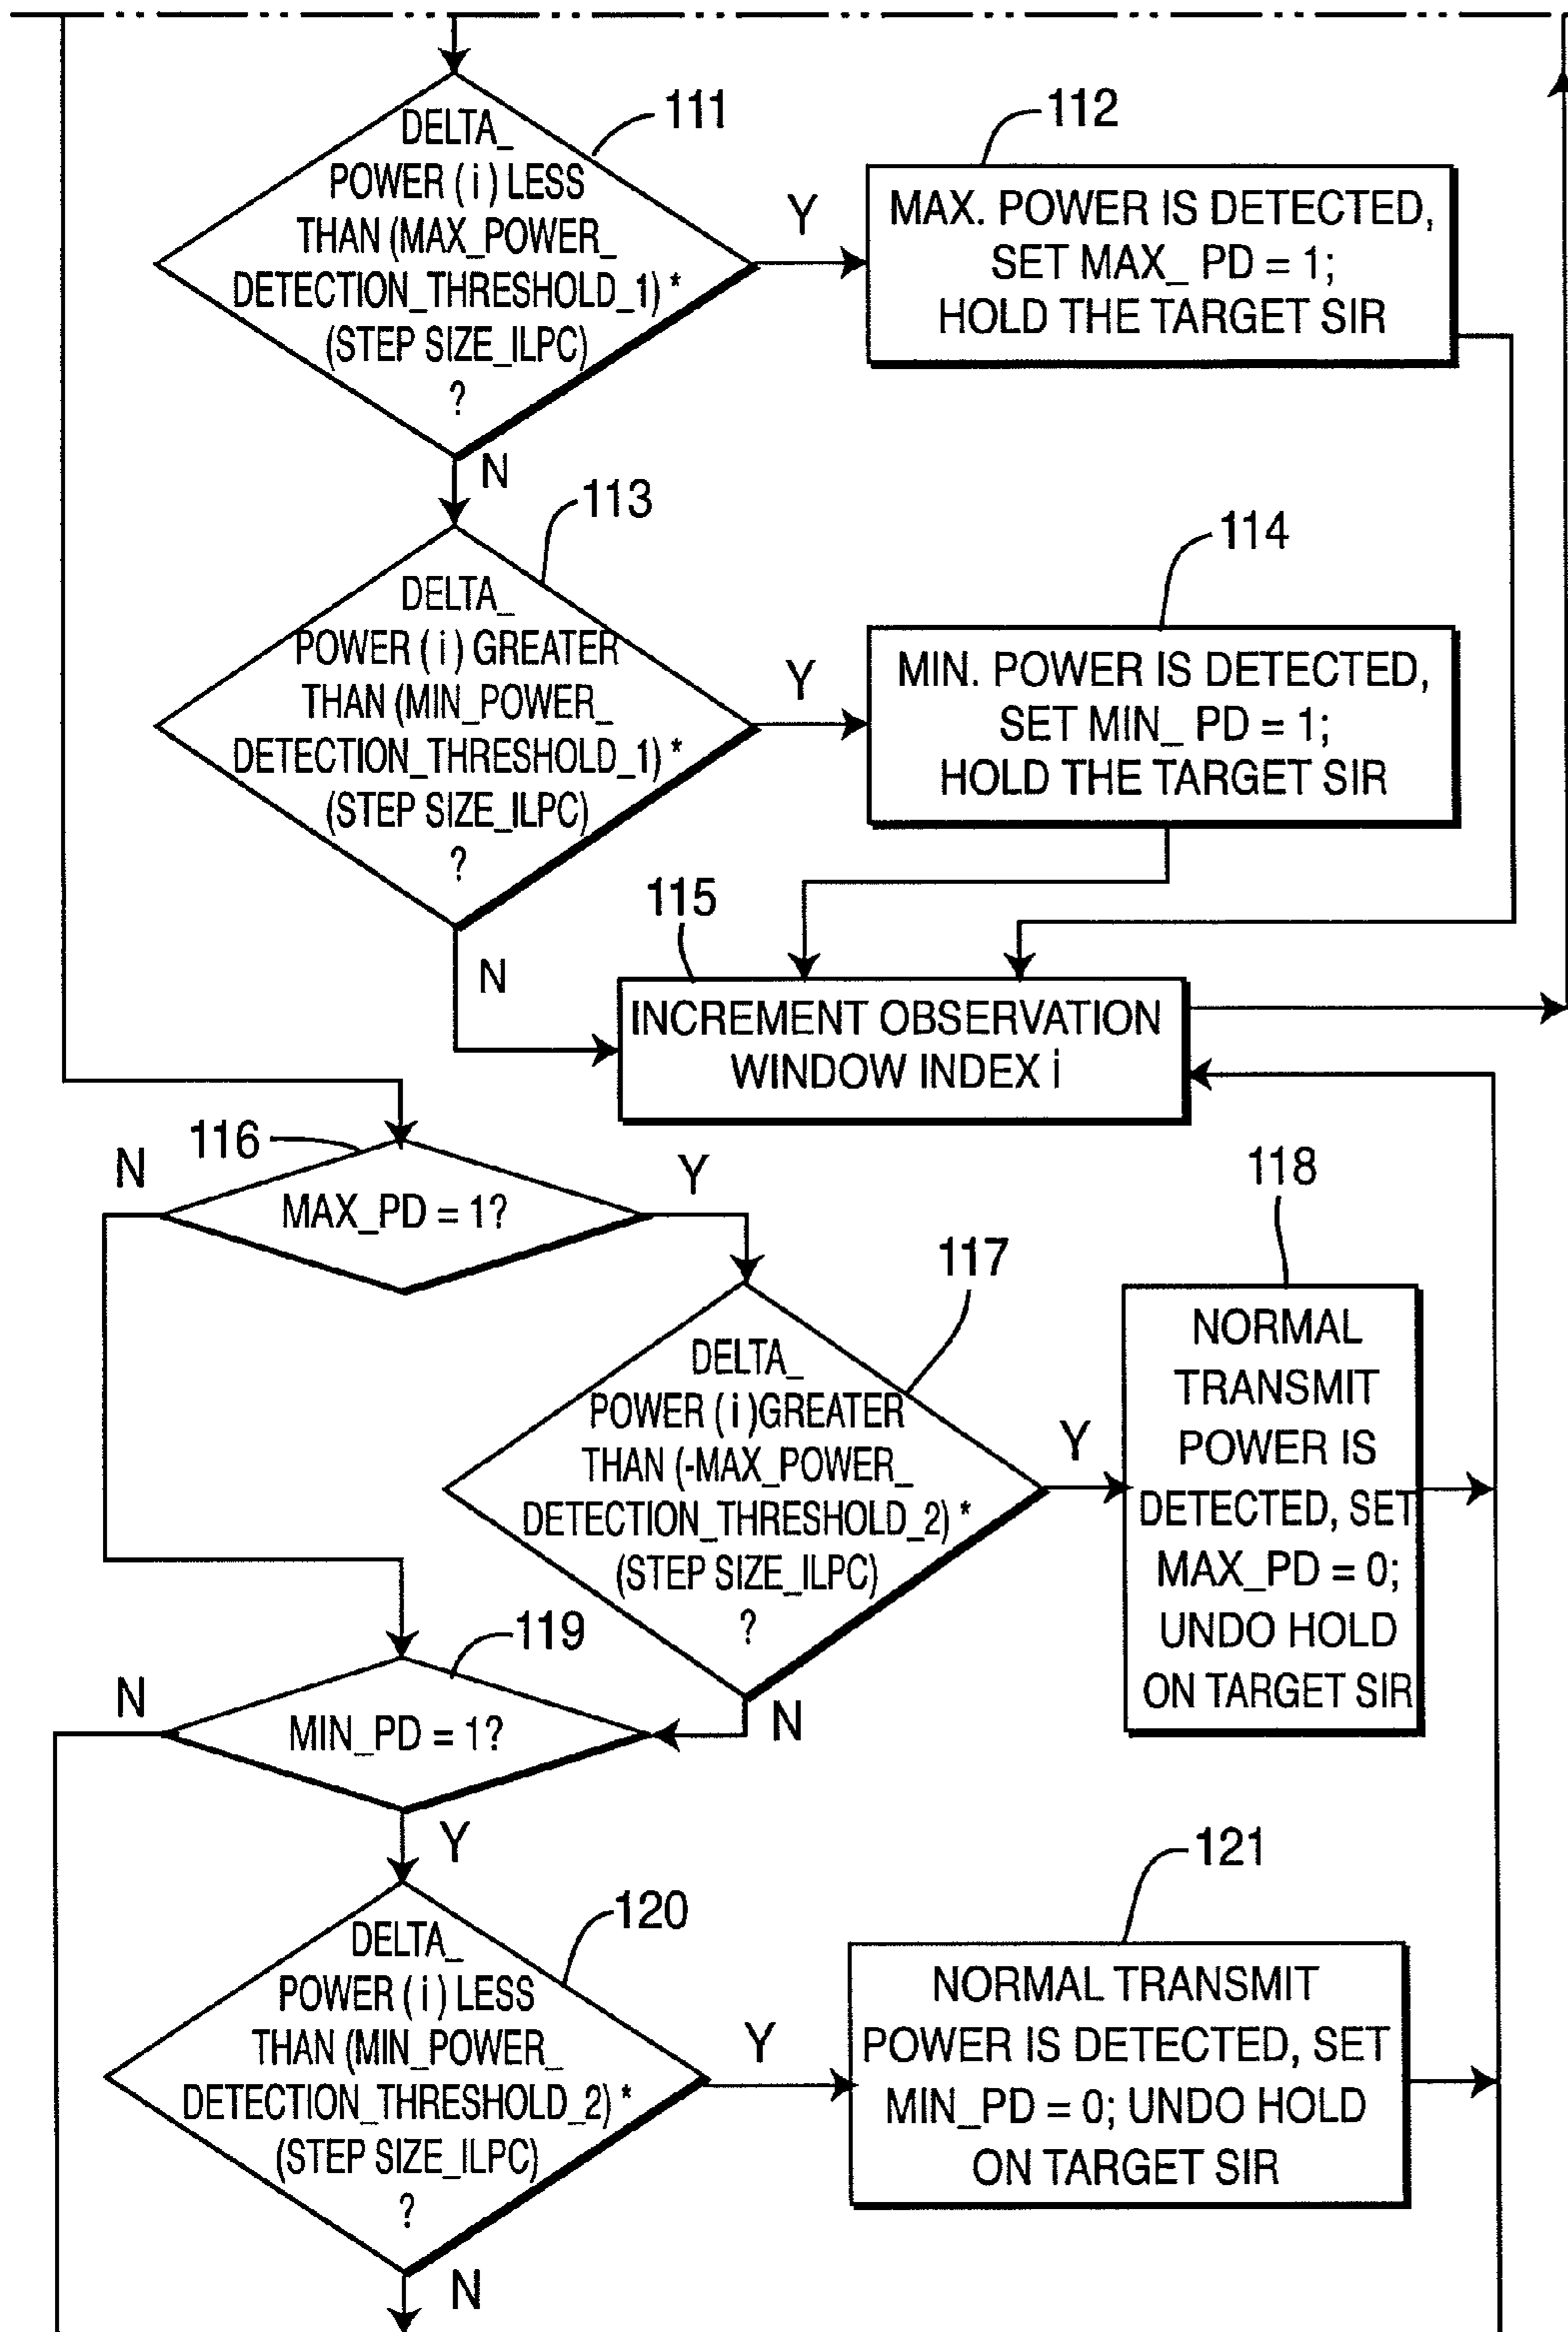 111
DELTA_
POWER (i) LESS
THAN (MAX_POWER_
DETECTION_THRESHOLD_1) *
(STEP SIZE_ILPC)
?
Y
N
112
MAX. POWER IS DETECTED,
SET MAX_ PD = 1;
HOLD THE TARGET SIR
113
DELTA_
POWER (i) GREATER
THAN (MIN_POWER_
DETECTION_THRESHOLD_1) *
(STEP SIZE_ILPC)
?
Y
N
114
MIN. POWER IS DETECTED,
SET MIN_ PD = 1;
HOLD THE TARGET SIR
115
INCREMENT OBSERVATION
WINDOW INDEX i
116
N
MAX_PD = 1?
Y
117
DELTA_
POWER (i)GREATER
THAN (-MAX_POWER_
DETECTION_THRESHOLD_2) *
(STEP SIZE_ILPC)
?
Y
N
118
NORMAL
TRANSMIT
POWER IS
DETECTED, SET
MAX_PD = 0;
UNDO HOLD
ON TARGET SIR
119
N
MIN_PD = 1?
Y
120
DELTA_
POWER (i) LESS
THAN (MIN_POWER_
DETECTION_THRESHOLD_2) *
(STEP SIZE_ILPC)
?
Y
N
121
NORMAL TRANSMIT
POWER IS DETECTED, SET
MIN_PD = 0; UNDO HOLD
ON TARGET SIR